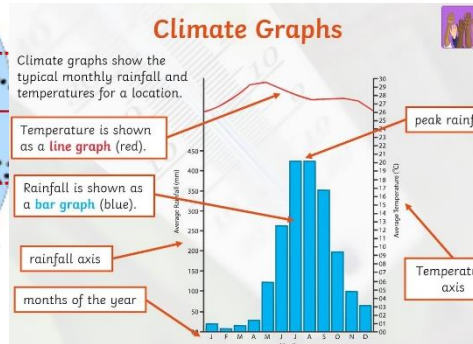 Climate Graphs
Climate graphs show the
typical monthly rainfall and
temperatures for a location.
Temperature is shown
as a line graph (red).
Rainfall is shown as
a bar graph (blue).
rainfall axis
months of the year
peak rainf
Temperatu
axis
Average Rainfall (mm)
450
400
350
300
250
200
150
100
50
Average Temperature (°C)
30
29
28
27
26
25
24
23
22
21
20
19
18
17
16
15
14
13
12
11
10
09
08
07
06
05
04
03
02
01
00
J F M A M J J A S O N D